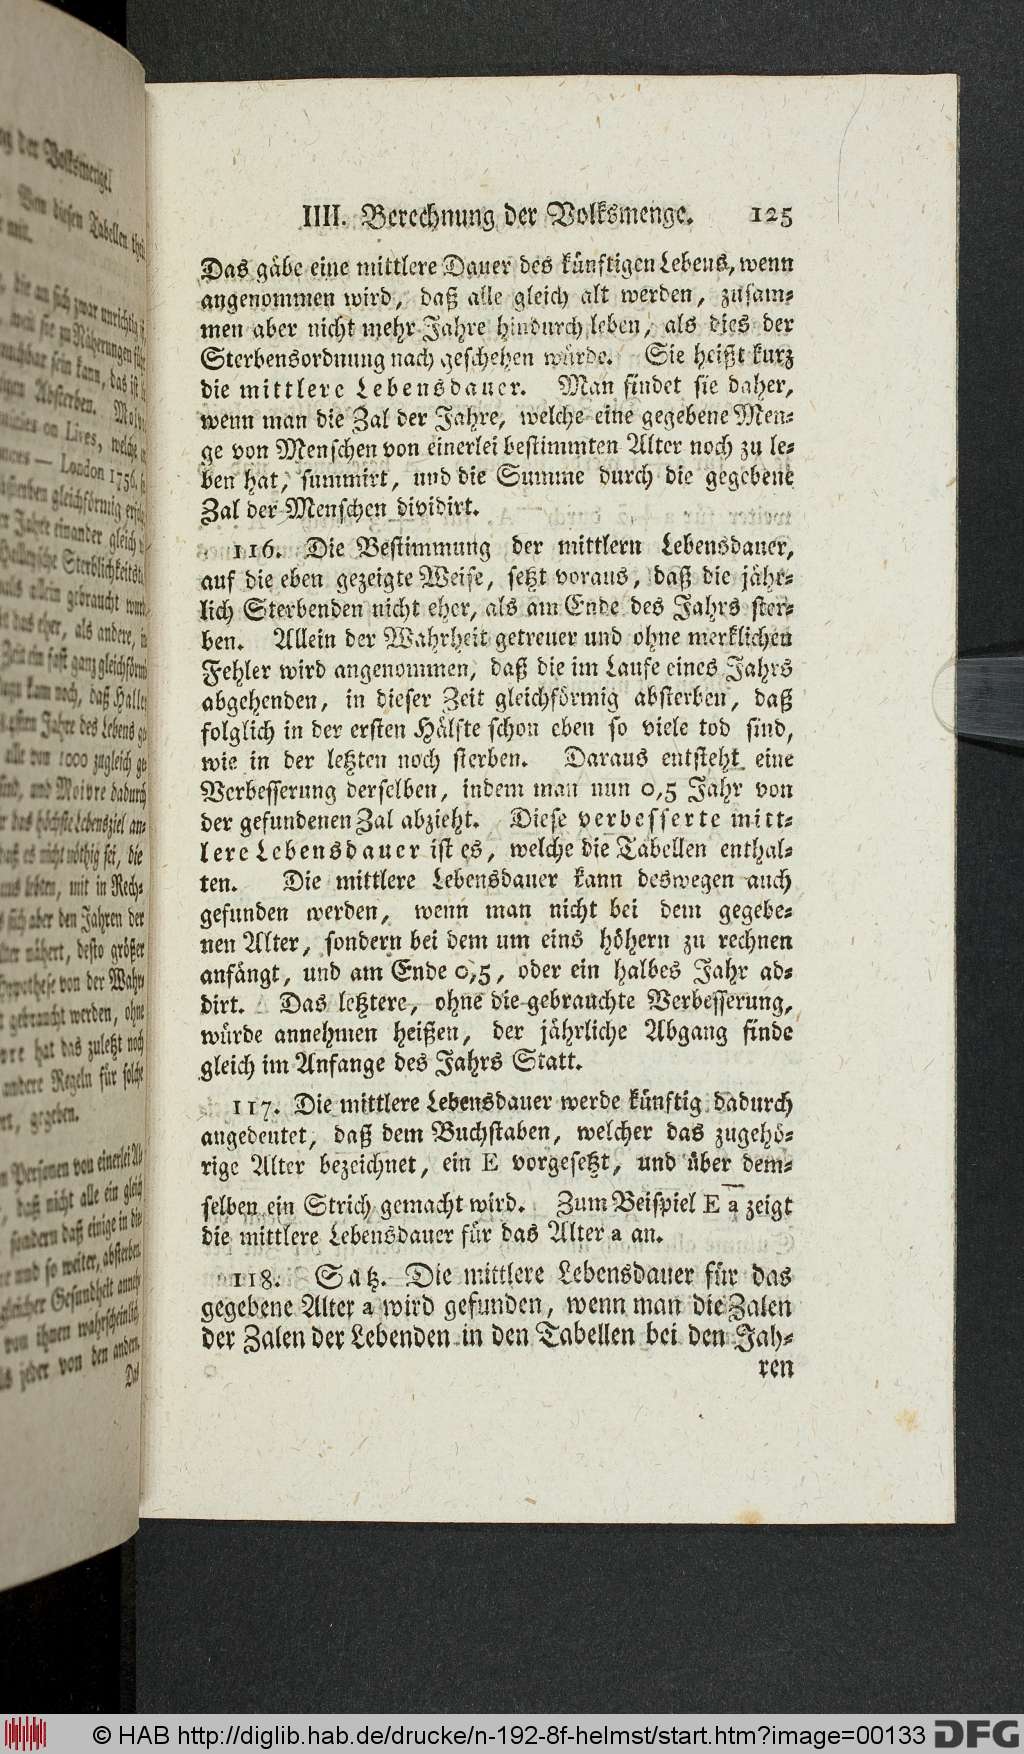 IIII. Berechnung der Volksmenge. 125
Das gäbe eine mittlere Dauer des künftigen Lebens, wenn
angenommen wird, daß alle gleich alt werden, zusam-
men aber nicht mehr Jahre hindurch leben, als dies der
Sterbensordnung nach geschehen würde. Sie heißt kurz
die mittlere Lebensdauer. Man findet sie daher,
wenn man die Zal der Jahre, welche eine gegebene Men-
ge von Menschen von einerlei bestimmten Alter noch zu le-
ben hat, summirt, und die Summe durch die gegebene
Zal der Menschen dividirt.
116. Die Bestimmung der mittlern Lebensdauer,
auf die eben gezeigte Weise, setzt voraus, daß die jähr-
lich Sterbenden nicht eher, als am Ende des Jahrs ster-
ben. Allein der Wahrheit getreuer und ohne merklichen
Fehler wird angenommen, daß die im Laufe eines Jahrs
abgehenden, in dieser Zeit gleichförmig absterben, daß
folglich in der ersten Hälfte schon eben so viele tod sind,
wie in der letzten noch sterben. Daraus entsteht eine
Verbesserung derselben, indem man nun 0,5 Jahr von
der gefundenen Zal abzieht. Diese verbesserte mitt-
lere Lebensdauer ist es, welche die Tabellen enthal-
ten. Die mittlere Lebensdauer kann deswegen auch
gefunden werden, wenn man nicht bei dem gegebe-
nen Alter, sondern bei dem um eins höhern zu rechnen
anfängt, und am Ende 0,5, oder ein halbes Jahr ad-
dirt. Das letztere, ohne die gebrauchte Verbesserung,
würde annehmen heißen, der jährliche Abgang finde
gleich im Anfange des Jahrs Statt.
117. Die mittlere Lebensdauer werde künftig dadurch
angedeutet, daß dem Buchstaben, welcher das zugehö-
rige Alter bezeichnet, ein E vorgesetzt, und über dem-
selben ein Strich gemacht wird. Zum Beispiel E a̅ zeigt
die mittlere Lebensdauer für das Alter a an.
118. Satz. Die mittlere Lebensdauer für das
gegebene Alter a wird gefunden, wenn man die Zalen
der Zalen der Lebenden in den Tabellen bei den Jah-
ren
© HAB http://diglib.hab.de/drucke/n-192-8f-helmst/start.htm?image=00133 DFG